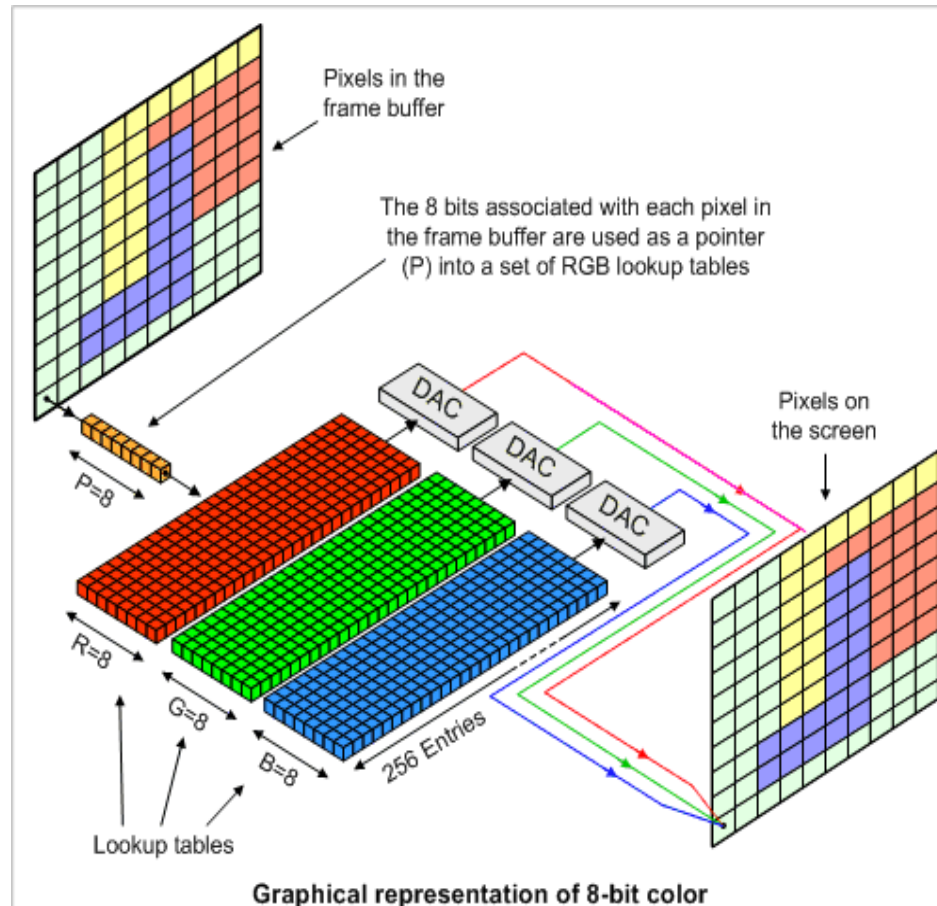 Pixels in the
frame buffer
The 8 bits associated with each pixel in
the frame buffer are used as a pointer
(P) into a set of RGB lookup tables
DAC
DAC
DAC
Pixels on
the screen
P=8
R=8
G=8
B=8
256 Entries
Lookup tables
Graphical representation of 8-bit color